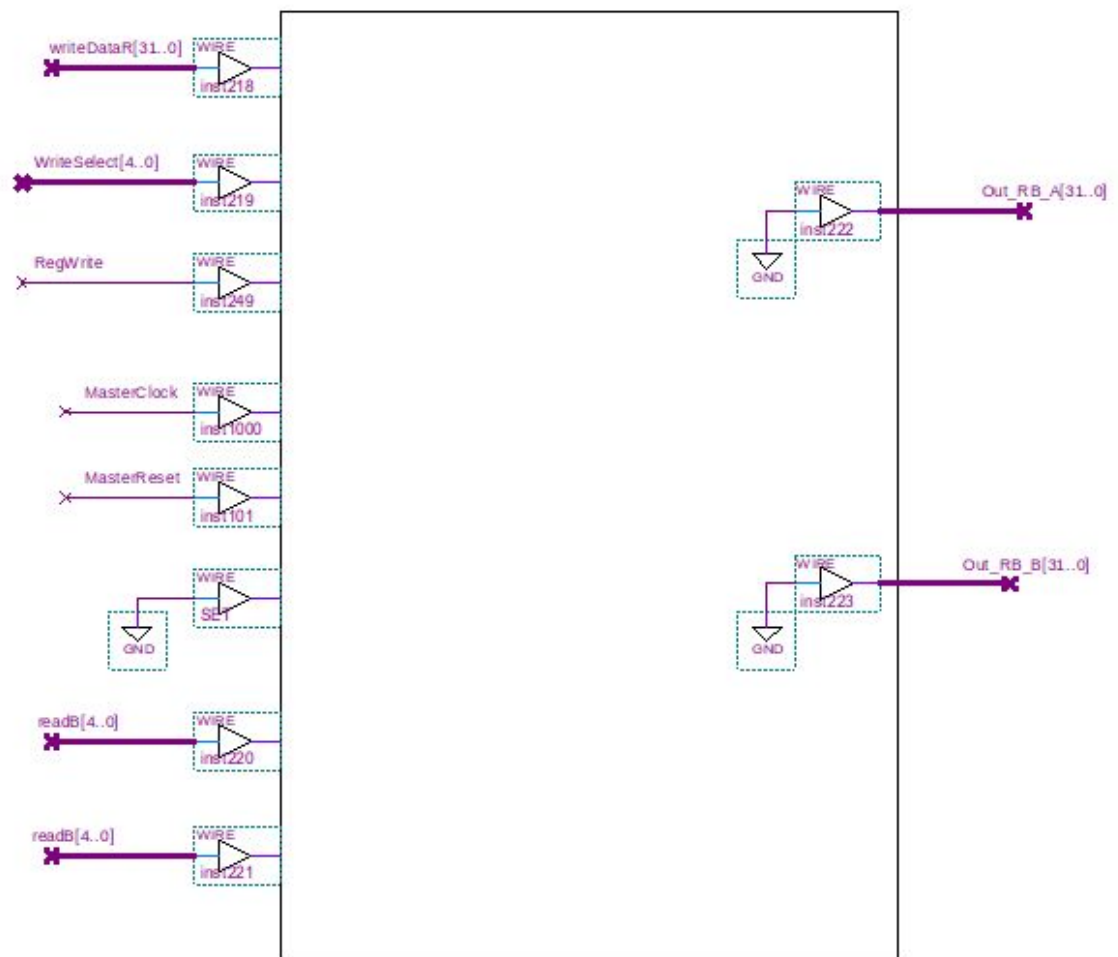 writeDataR[31..0]
WIRE
inst218
WriteSelect[4..0]
WIRE
inst219
WIRE
Out_RB_A[31..0]
inst222
GND
RegWrite
WIRE
inst249
MasterClock
WIRE
inst1000
MasterReset
WIRE
inst101
WIRE
Out_RB_B[31..0]
inst223
GND
WIRE
SET
GND
readB[4..0]
WIRE
inst220
readB[4..0]
WIRE
inst221